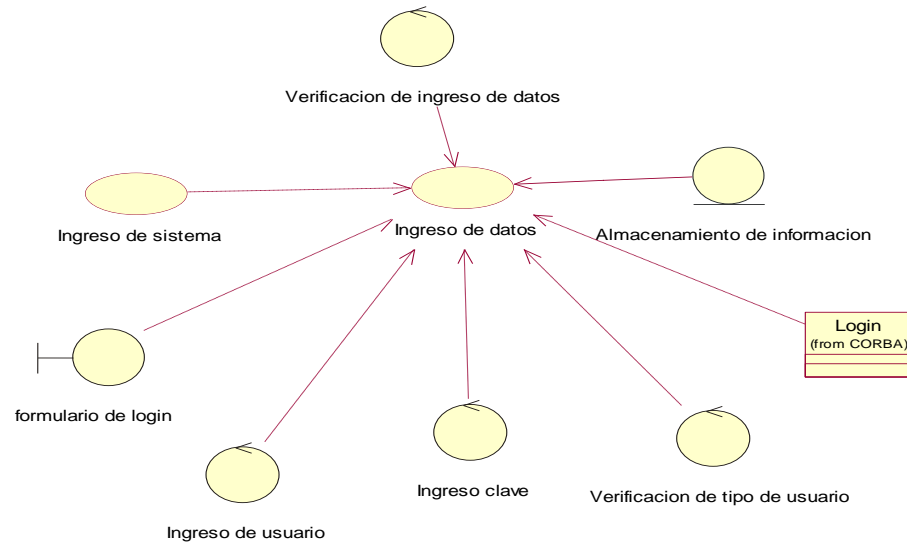 Verificacion de ingreso de datos
Ingreso de sistema
Ingreso de datos
Almacenamiento de informacion
Login
(from CORBA)
formulario de login
Ingreso clave
Verificacion de tipo de usuario
Ingreso de usuario